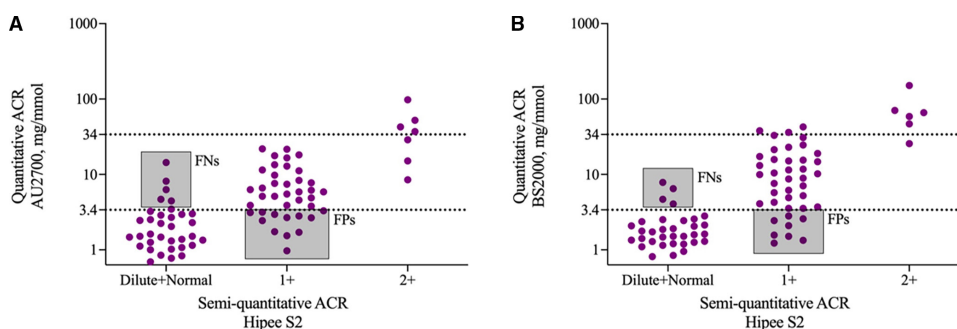 A
Quantitative ACR
AU2700, mg/mmol
1000
100
34
10
3,4
1
FNs
FPs
Dilute+Normal 1+ 2+
Semi-quantitative ACR
Hipee S2
B
Quantitative ACR
BS2000, mg/mmol
1000
100
34
10
3,4
1
FNs
FPs
Dilute+Normal 1+ 2+
Semi-quantitative ACR
Hipee S2